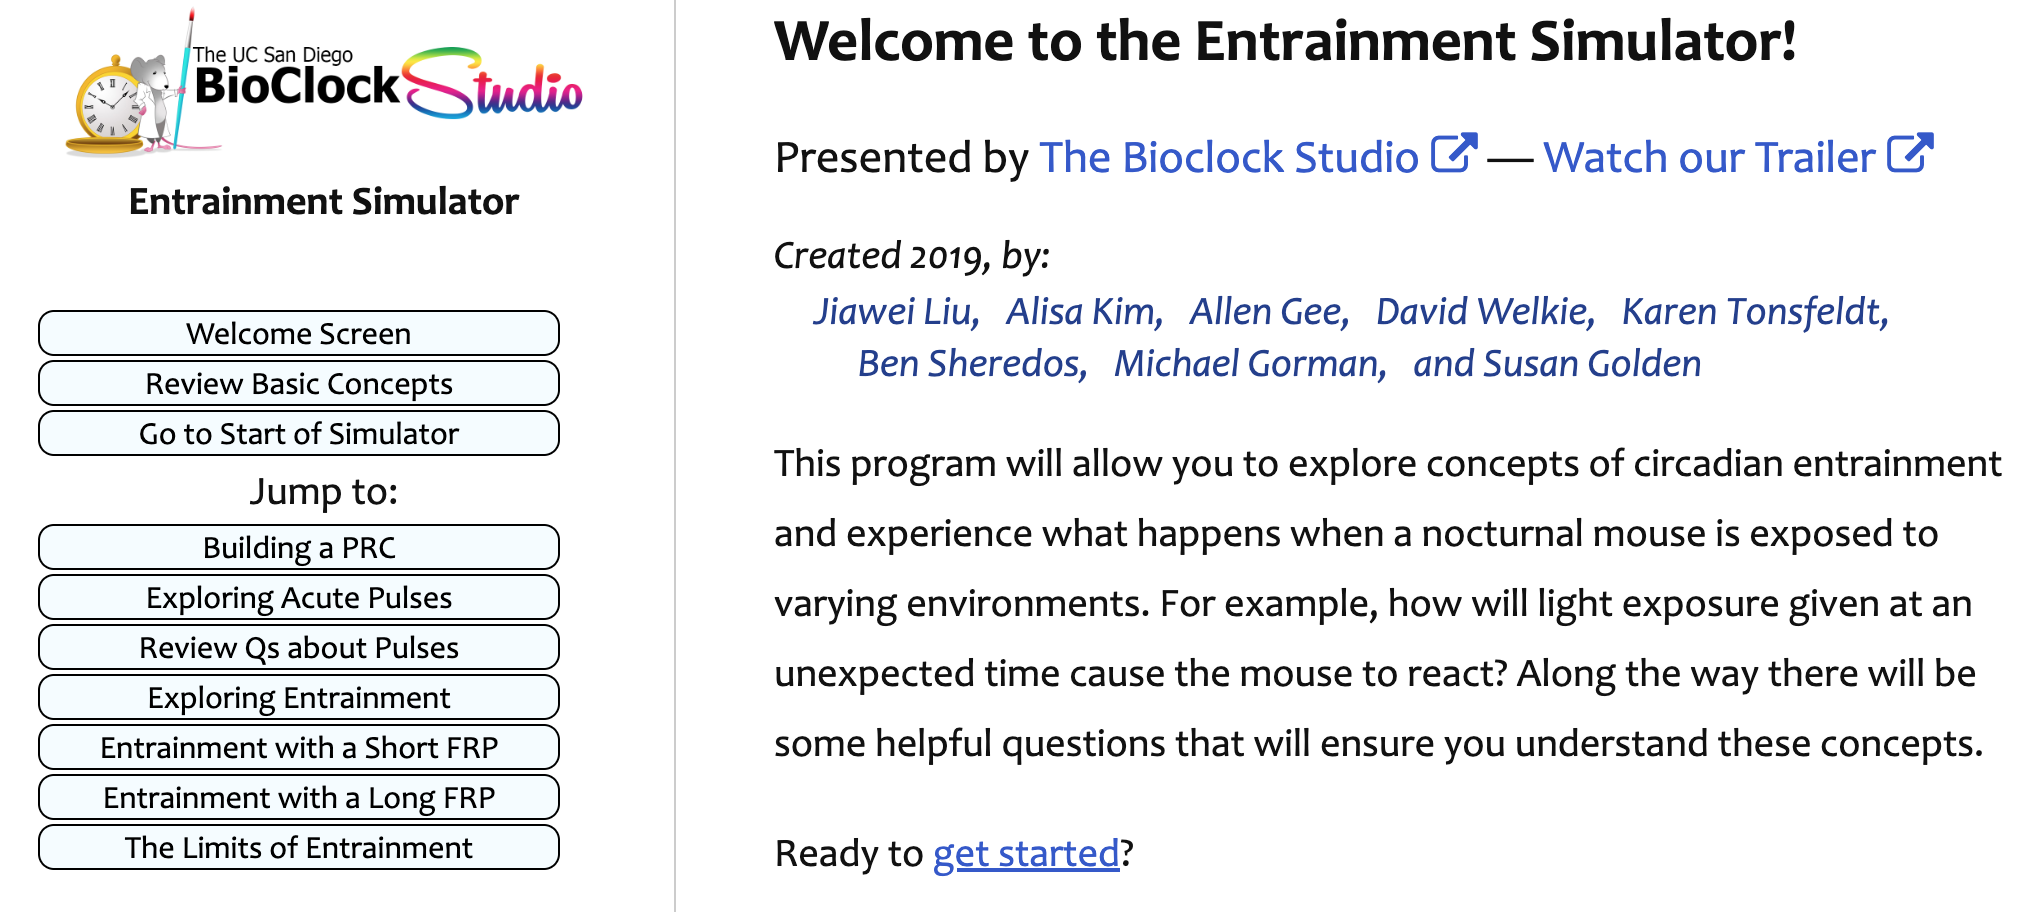 The UC San Diego
BioClock Studio
Entrainment Simulator
Welcome Screen
Review Basic Concepts
Go to Start of Simulator
Jump to:
Building a PRC
Exploring Acute Pulses
Review Qs about Pulses
Exploring Entrainment
Entrainment with a Short FRP
Entrainment with a Long FRP
The Limits of Entrainment
Welcome to the Entrainment Simulator!
Presented by The Bioclock Studio — Watch our Trailer
Created 2019, by:
Jiawei Liu, Alisa Kim, Allen Gee, David Welkie, Karen Tonsfeldt,
Ben Sheredos, Michael Gorman, and Susan Golden
This program will allow you to explore concepts of circadian entrainment
and experience what happens when a nocturnal mouse is exposed to
varying environments. For example, how will light exposure given at an
unexpected time cause the mouse to react? Along the way there will be
some helpful questions that will ensure you understand these concepts.
Ready to get started?